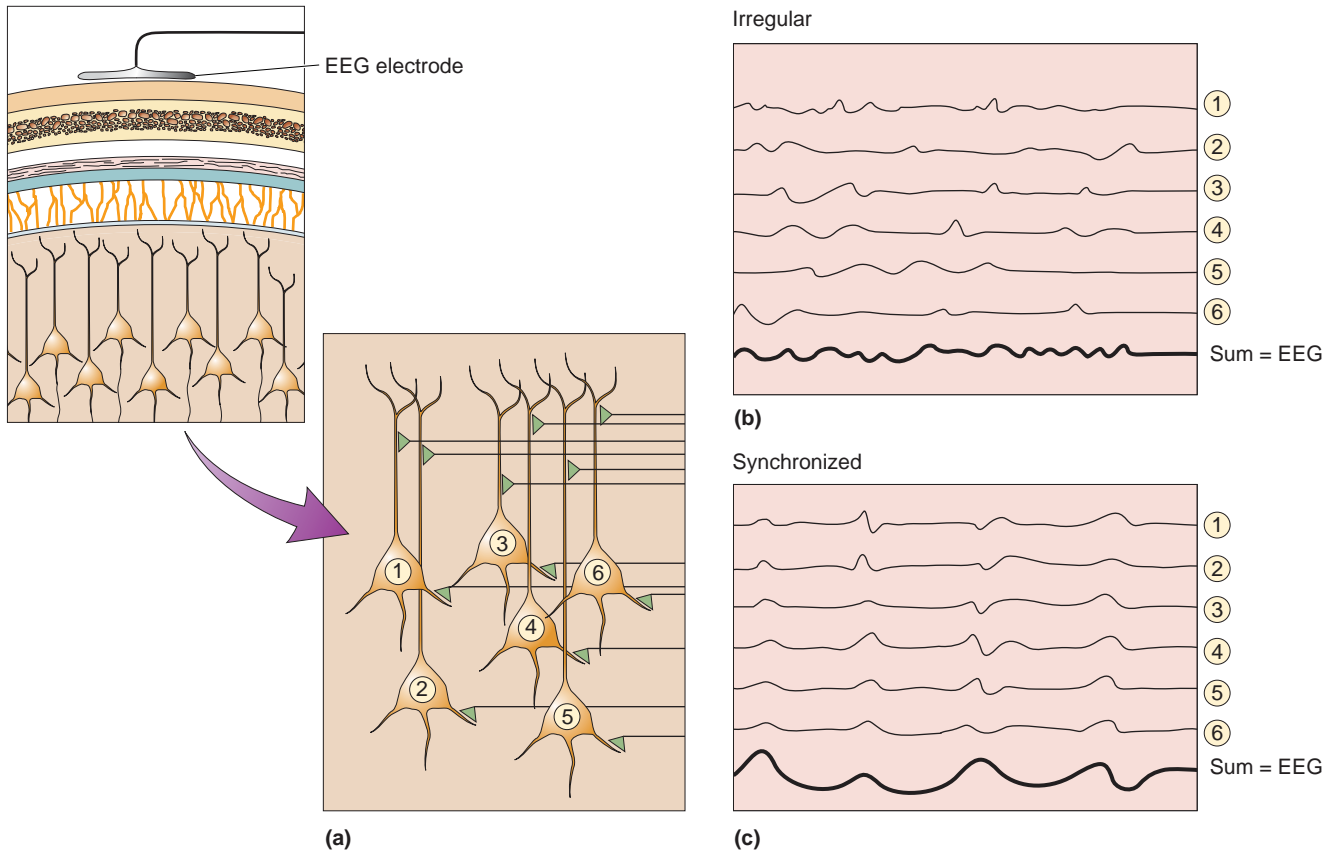 EEG electrode
1
2
3
4
5
6
(a)
Irregular
1
2
3
4
5
6
Sum = EEG
(b)
Synchronized
1
2
3
4
5
6
Sum = EEG
(c)